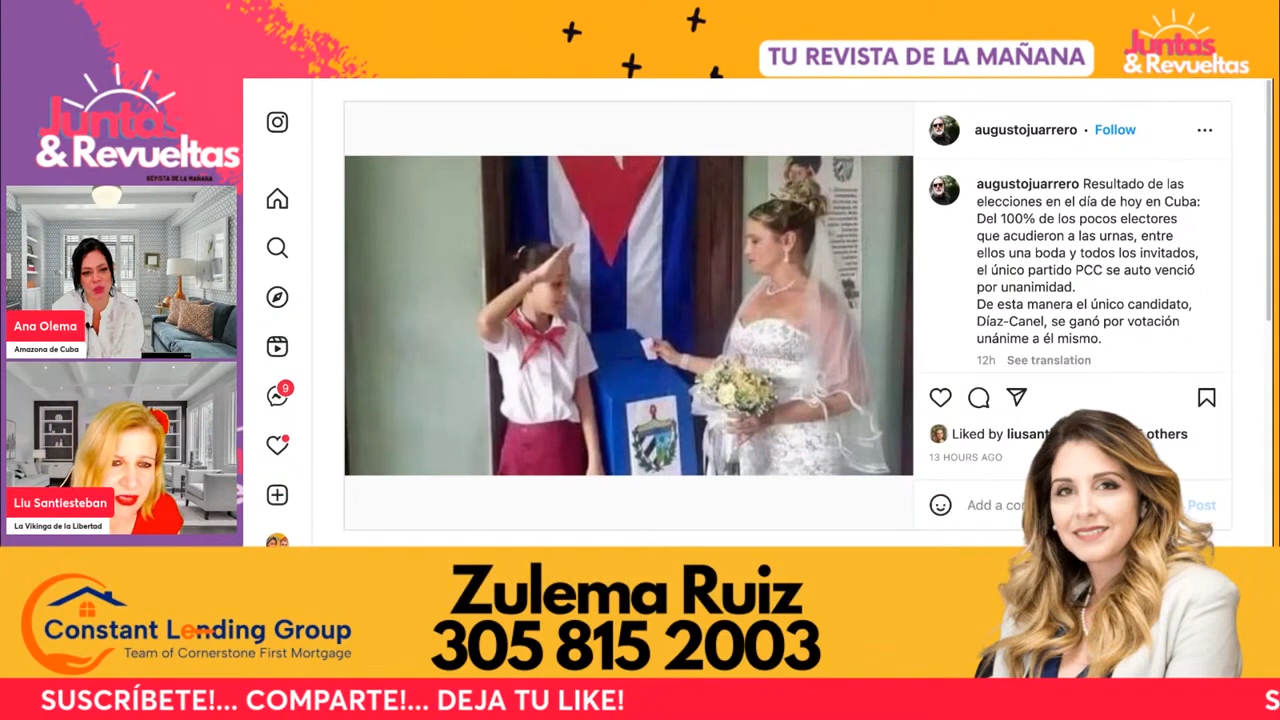 TU REVISTA DE LA MAÑANA
Juntas
& Revueltas
Juntas
& Revueltas
REVISTA DE LA MAÑANA
Ana Olema
Amazona de Cuba
Liu Santiesteban
La Vikinga de la Libertad
9
augustojuarrero • Follow
augustojuarrero Resultado de las
elecciones en el día de hoy en Cuba:
Del 100% de los pocos electores
que acudieron a las urnas, entre
ellos una boda y todos los invitados,
el único partido PCC se auto venció
por unanimidad.
De esta manera el único candidato,
Díaz-Canel, se ganó por votación
unánime a él mismo.
12h See translation
Liked by liusant others
13 HOURS AGO
Add a Post
Constant Lending Group
Team of Cornerstone First Mortgage
Zulema Ruiz
305 815 2003
SUSCRÍBETE!... COMPARTE!... DEJA TU LIKE!
S